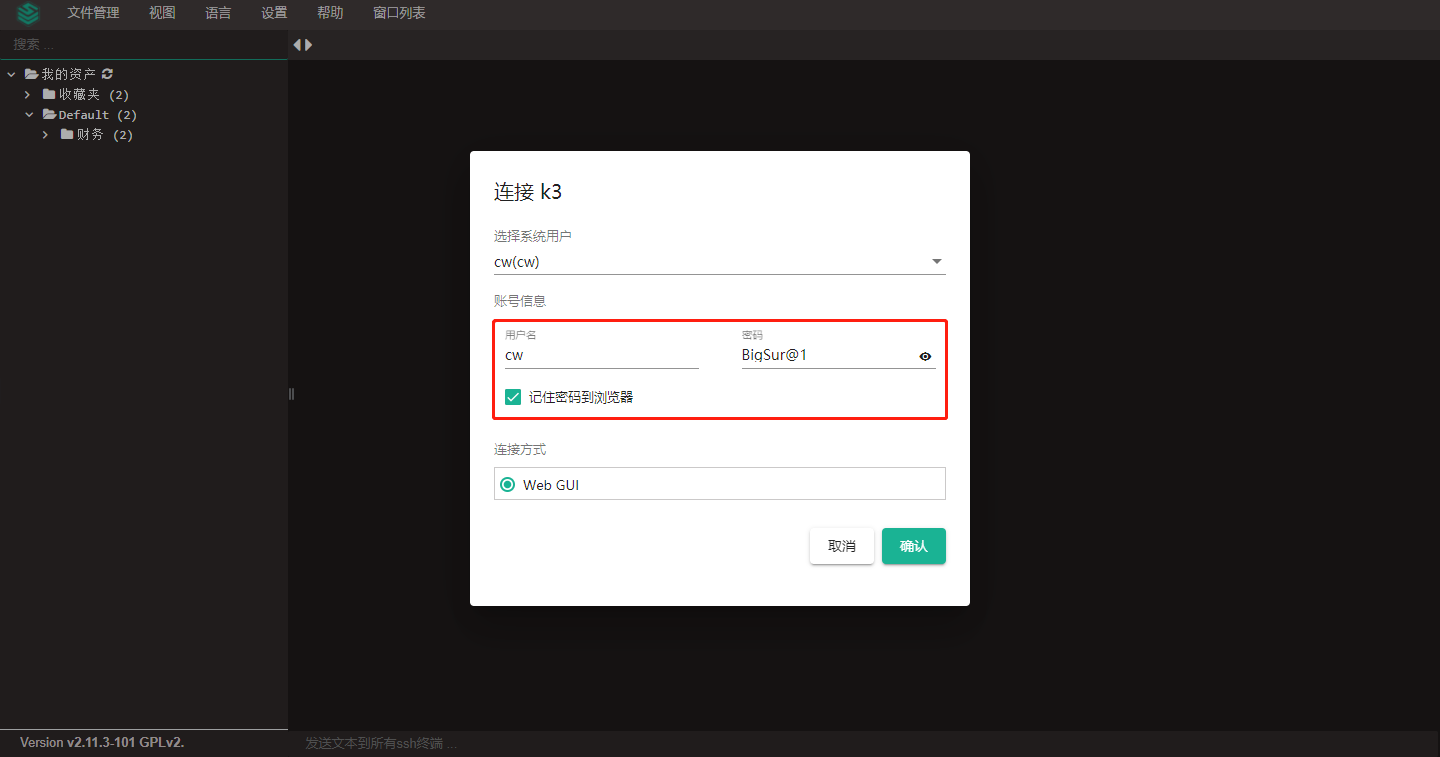 文件管理 视图 语言 设置 帮助 窗口列表
搜索 ...
我的资产
收藏夹 (2)
Default (2)
财务 (2)
连接 k3
选择系统用户
cw(cw)
账号信息
用户名 密码
cw BigSur@1
记住密码到浏览器
连接方式
Web GUI
取消 确认
Version v2.11.3-101 GPLv2. 发送文本到所有ssh终端 ...